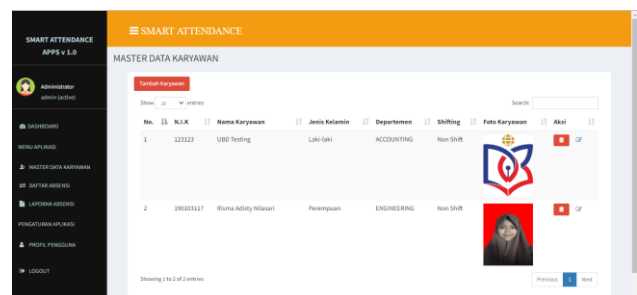 SMART ATTENDANCE
APPS v 1.0
Administrator
admin (active)
DASHBOARD
MENU APLIKASI
MASTER DATA KARYAWAN
DAFTAR ABSENSI
LAPORAN ABSENSI
PENGATURAN APLIKASI
PROFIL PENGGUNA
LOGOUT
SMART ATTENDANCE
MASTER DATA KARYAWAN
Tambah Karyawan
Show 10 entries Search:
No. N.I.K Nama Karyawan Jenis Kelamin Departemen Shifting Foto Karyawan Aksi
1 123123 UBD Testing Laki-laki ACCOUNTING Non Shift
2 190103117 Risma Adisty Nilasari Perempuan ENGINEERING Non Shift
Showing 1 to 2 of 2 entries Previous 1 Next